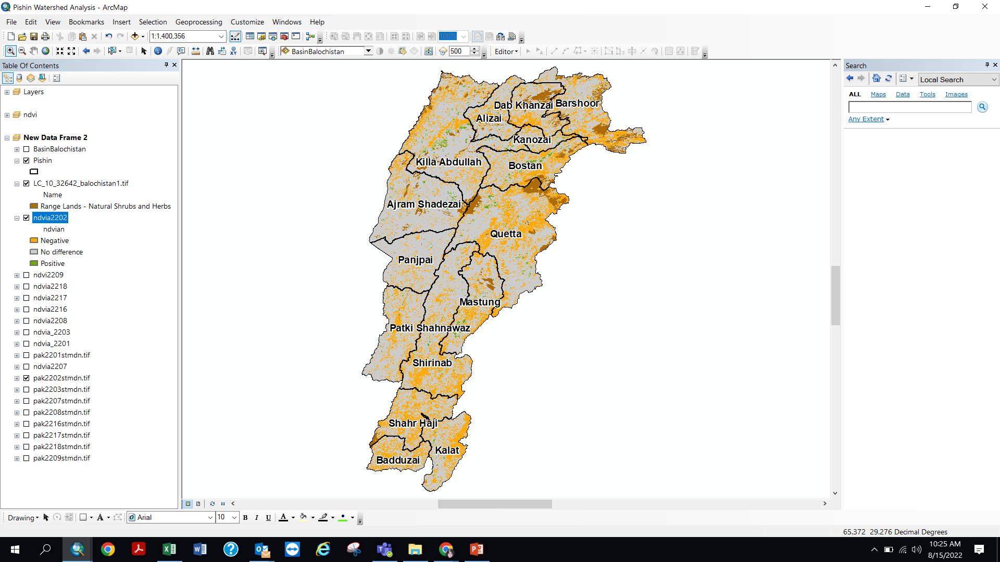 Pishin Watershed Analysis - ArcMap
File Edit View Bookmarks Insert Selection Geoprocessing Customize Windows Help
1:1,400,356
100%
BasinBalochistan
500
Editor
Table Of Contents
Layers
ndvi
New Data Frame 2
BasinBalochistan
Pishin
LC_10_32642_balochistan1.tif
Name
Range Lands - Natural Shrubs and Herbs
ndvia2202
ndvian
Negative
No difference
Positive
ndvi2209
ndvia2218
ndvia2217
ndvia2216
ndvia2208
ndvia_2203
ndvia_2201
pak2201stmdn.tif
ndvia2207
pak2202stmdn.tif
pak2203stmdn.tif
pak2207stmdn.tif
pak2208stmdn.tif
pak2216stmdn.tif
pak2217stmdn.tif
pak2218stmdn.tif
pak2209stmdn.tif
Dab Khanzai
Barshoor
Alizai
Kanozai
Killa Abdullah
Bostan
Ajram Shadezai
Quetta
Panjpai
Mastung
Patki Shahnawaz
Shirinab
Shahr Haji
Kalat
Badduzai
Search
Local Search
ALL Maps Data Tools Images
Any Extent
Drawing
Arial
10
B I U A
65.372 29.276 Decimal Degrees
10:25 AM
8/15/2022